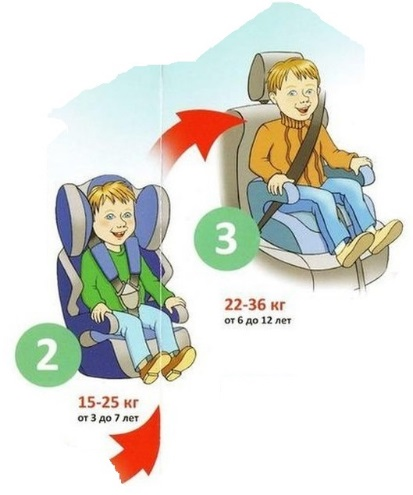 3
22-36 кг
от 6 до 12 лет
2
15-25 кг
от 3 до 7 лет